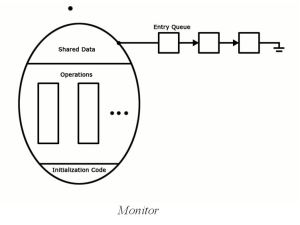 Entry Queue
Shared Data
Operations
Initialization Code
Monitor